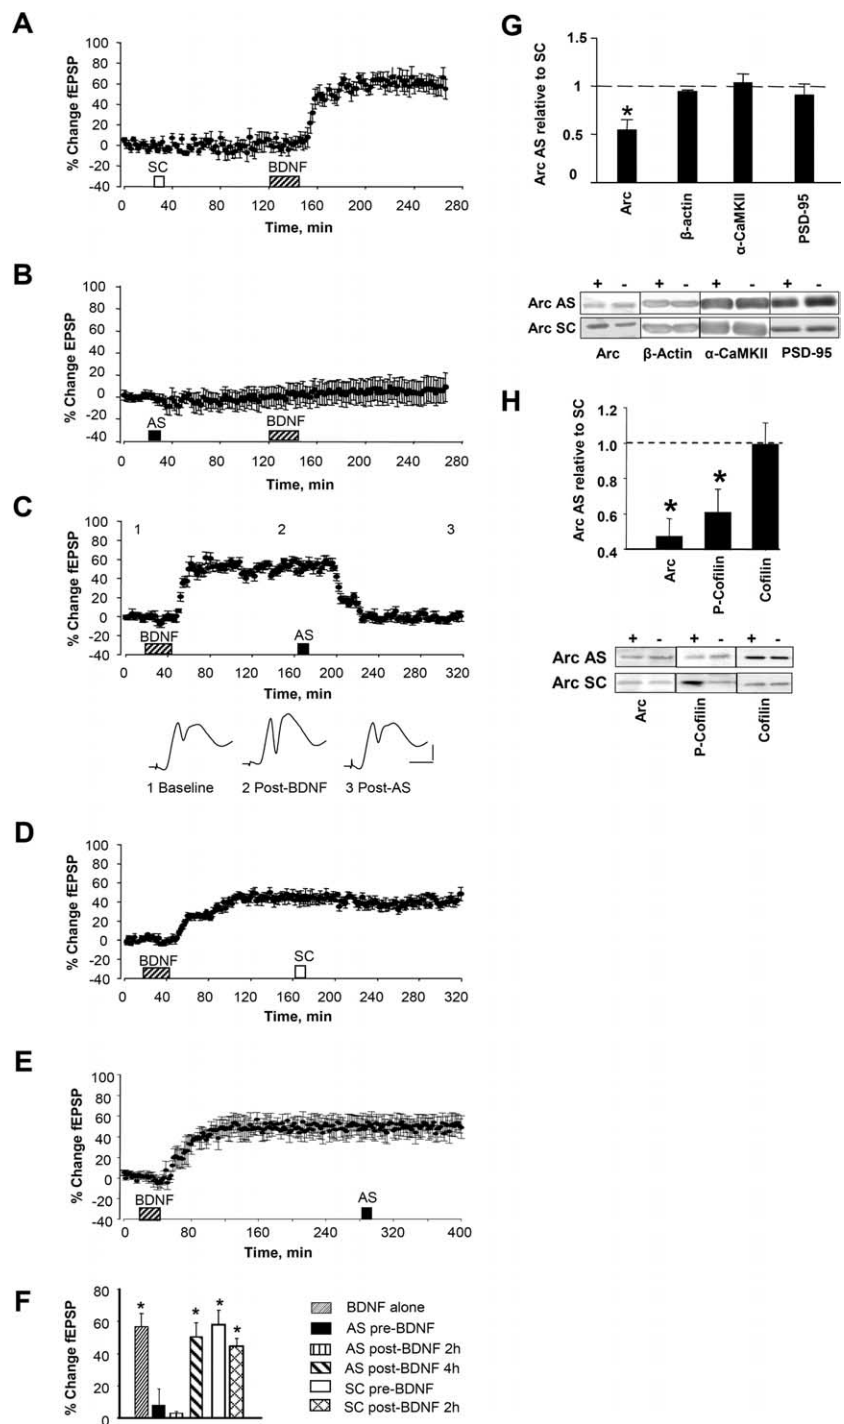 A
% Change fEPSP
100
80
60
40
20
0
-20
-40
SC
BDNF
0 40 80 120 160 200 240 280
Time, min
B
% Change EPSP
100
80
60
40
20
0
-20
-40
AS
BDNF
0 40 80 120 160 200 240 280
Time, min
C
% Change fEPSP
100
80
60
40
20
0
-20
-40
1 2 3
BDNF
AS
0 40 80 120 160 200 240 280 320
Time, min
1 Baseline 2 Post-BDNF 3 Post-AS
D
% Change fEPSP
100
80
60
40
20
0
-20
-40
BDNF
SC
0 40 80 120 160 200 240 280 320
Time, min
E
% Change fEPSP
100
80
60
40
20
0
-20
-40
BDNF
AS
0 80 160 240 320 400
Time, min
F
% Change fEPSP
80
60
40
20
0
* * * *
BDNF alone
AS pre-BDNF
AS post-BDNF 2h
AS post-BDNF 4h
SC pre-BDNF
SC post-BDNF 2h
G
Arc AS relative to SC
1.5
1
0.5
0
*
Arc
β-actin
α-CaMKII
PSD-95
+ - + - + - + -
Arc AS
Arc SC
Arc β-Actin α-CaMKII PSD-95
H
Arc AS relative to SC
1.2
1.0
0.8
0.6
0.4
* *
Arc
P-Cofilin
Cofilin
+ - + - + -
Arc AS
Arc SC
Arc
P-Cofilin
Cofilin